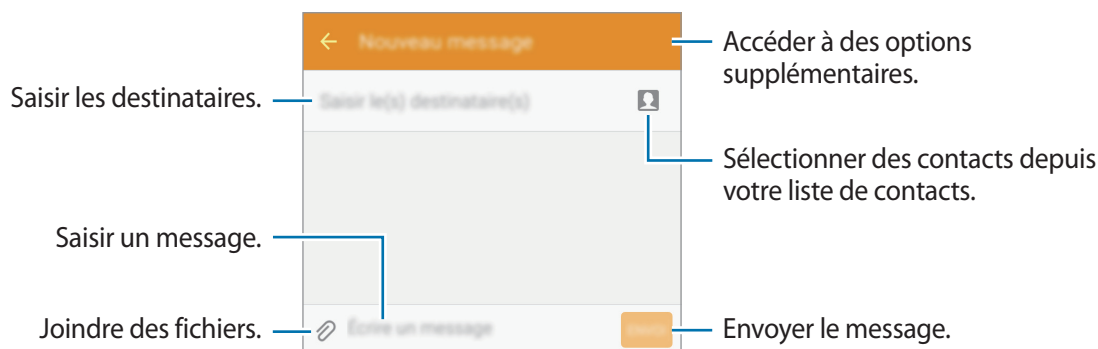 Nouveau message
Accéder à des options
supplémentaires.
Saisir les destinataires.
Saisir le(s) destinataire(s)
Sélectionner des contacts depuis
votre liste de contacts.
Saisir un message.
Joindre des fichiers.
Écrire un message
Envoyer le message.